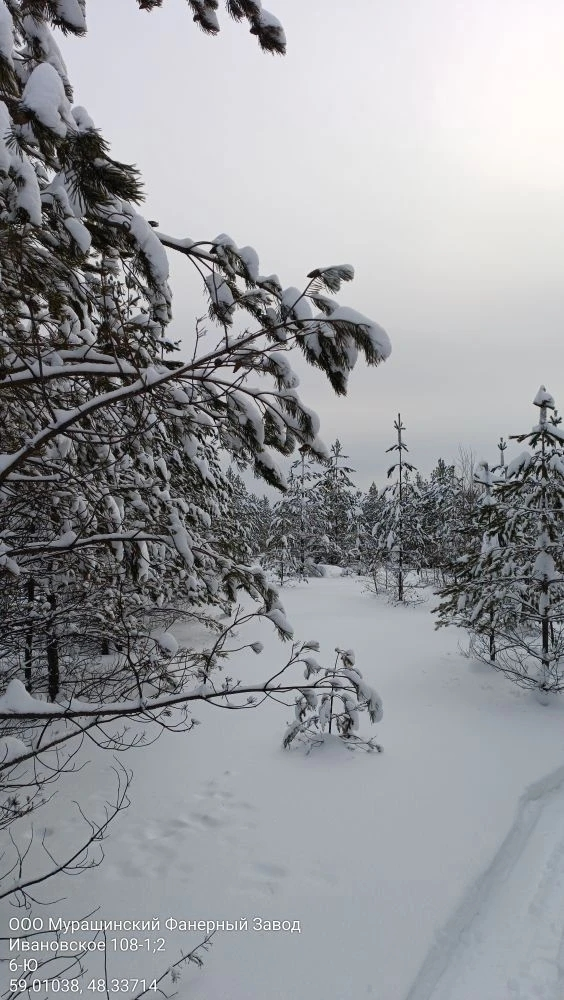 ООО Мурашинский Фанерный Завод
Ивановское 108-1;2
6-Ю
59.01038, 48.33714